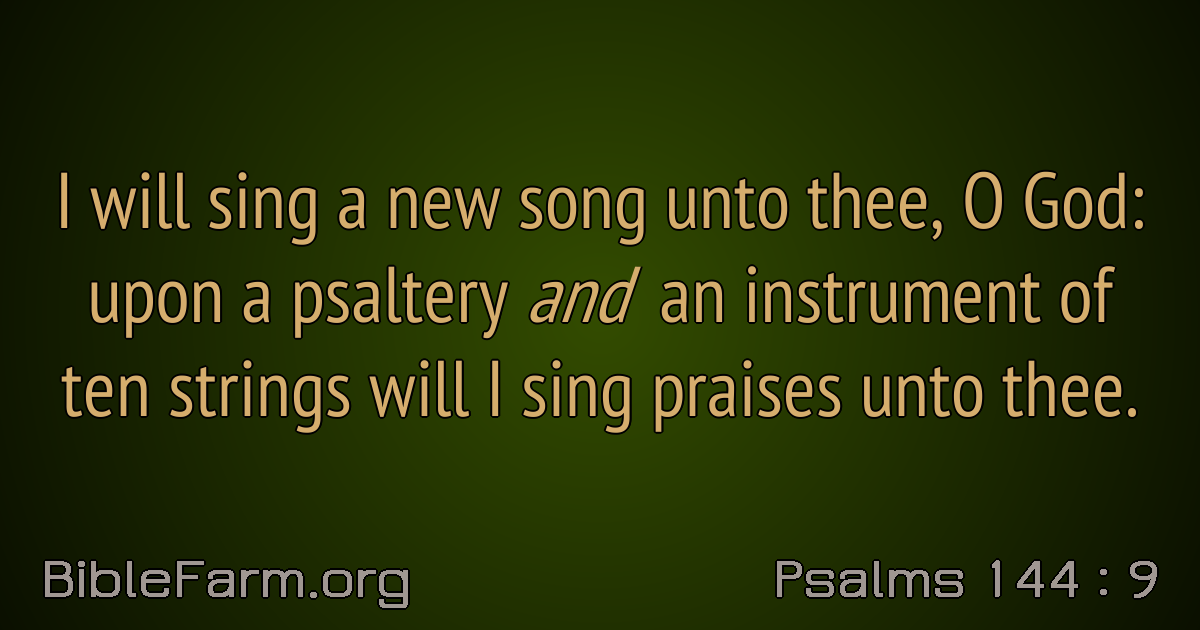 I will sing a new song unto thee, O God:
upon a psaltery and an instrument of
ten strings will I sing praises unto thee.
BibleFarm.org
Psalms 144 : 9